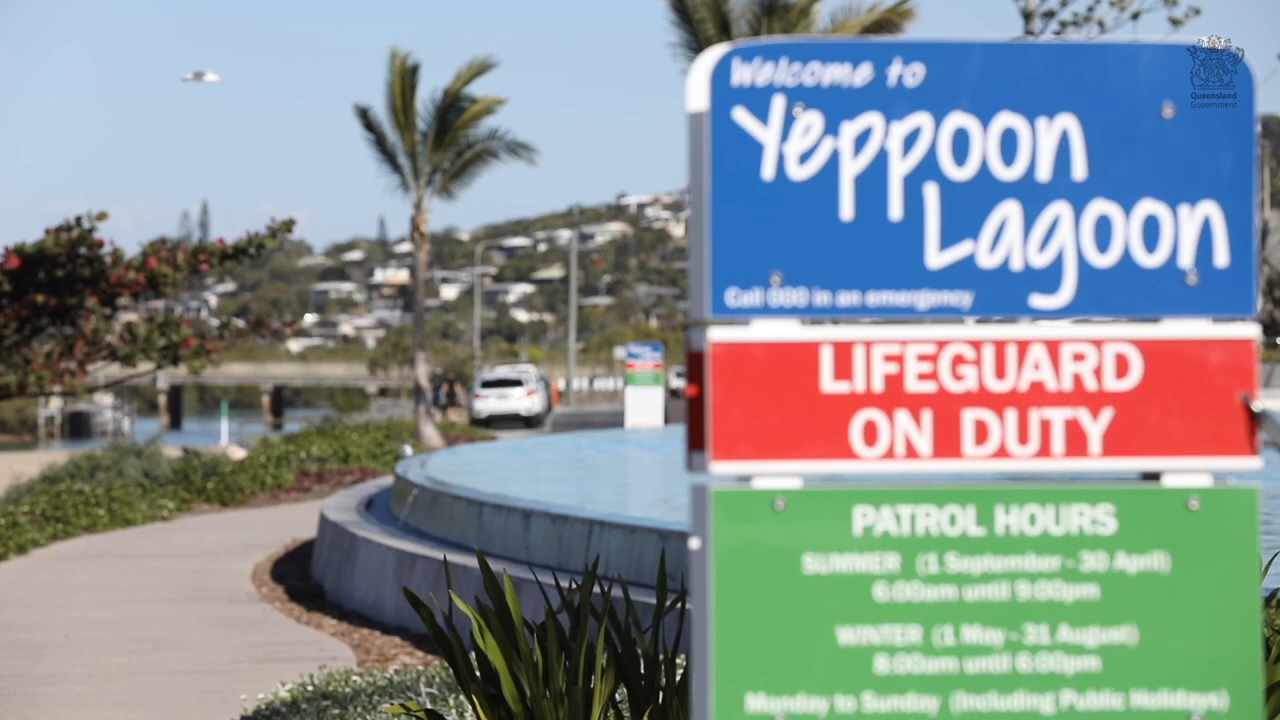 Queensland
Government
Welcome to
Yeppoon
Lagoon
Call 000 in an emergency
LIFEGUARD
ON DUTY
PATROL HOURS
SUMMER (1 September - 30 April)
6:00am until 9:00pm
WINTER (1 May - 31 August)
8:00am until 6:00pm
Monday to Sunday (Including Public Holidays)